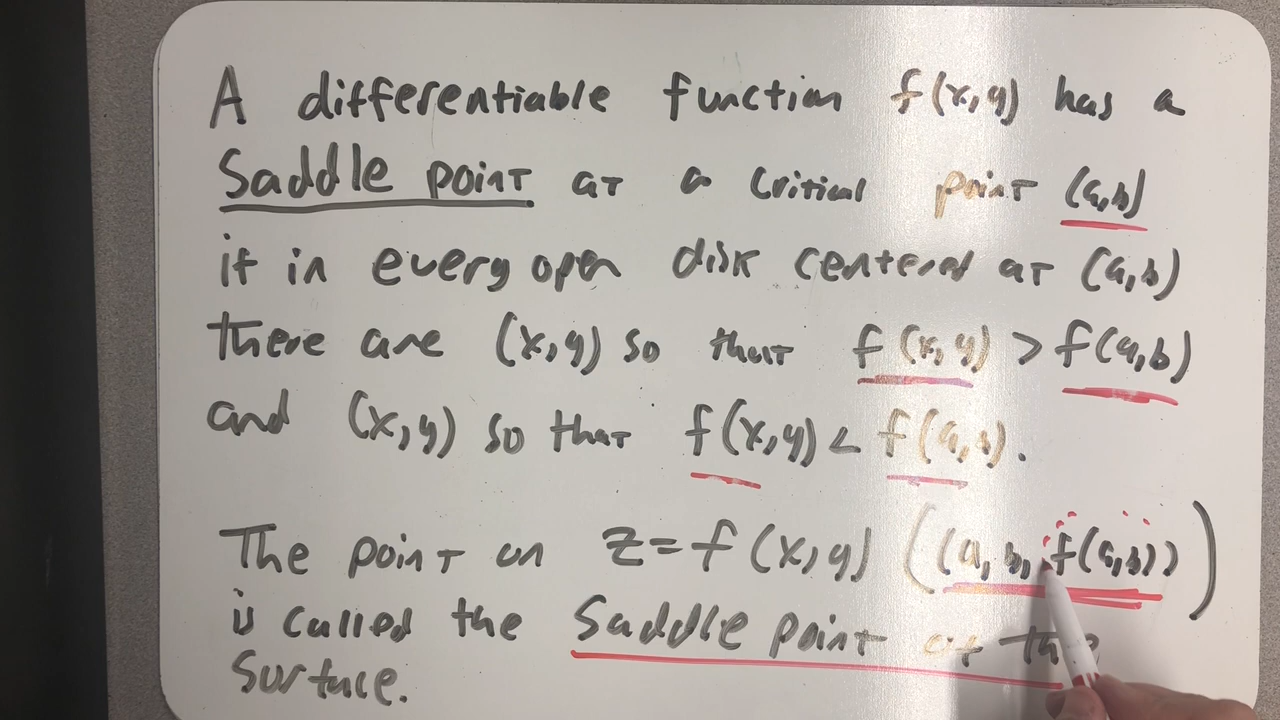 A differentiable function f(x,y) has a
Saddle point at a critical point (a,b)
if in every open disk centered at (a,b)
there are (x,y) so that f(x,y) > f(a,b)
and (x,y) so that f(x,y) < f(a,b).
The point on z=f(x,y) ((a,b,f(a,b)))
is called the Saddle point of the
surface.